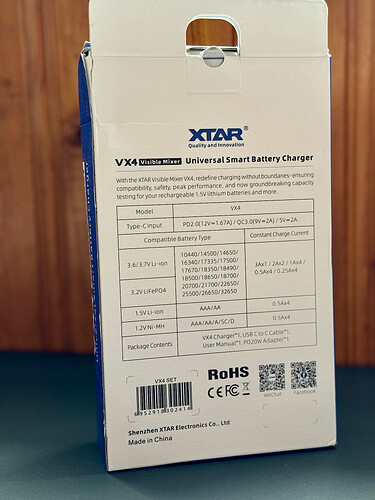 XTAR®
Quality and Innovation
VX4 Visible Mixer Universal Smart Battery Charger
With the XTAR Visible Mixer VX4, redefine charging without boundaries- ensuring
compatibility, safety, peak performance, and now groundbreaking capacity
testing for your rechargeable 1.5V lithium batteries and more.
Model VX4
Type-C Input PD2.0(12V=1.67A) / QC3.0(9V=2A) / 5V=2A
Compatible Battery Type Constant Charge Current
3.6/3.7V Li-ion
3.2V LiFePO4
10440/14500/14650/
16340/17335/17500/
17670/18350/18490/
18500/18650/18700/
20700/21700/22650/
25500/26650/32650
3Ax1 / 2Ax2 / 1Ax4 /
0.5Ax4 / 0.25Ax4
1.5V Li-ion AAA/AA 0.5Ax4
1.2V Ni-MH AAA/AA/A/SC/D 0.5Ax4
Package Contents VX4 Charger*1, USB C to C Cable*1,
User Manual*1, PD20W Adapter*1
VX4 SET
6 952918 302414
RoHS
CE FC
WeChat
Facebook
Shenzhen XTAR Electronics Co., Ltd
Made in China